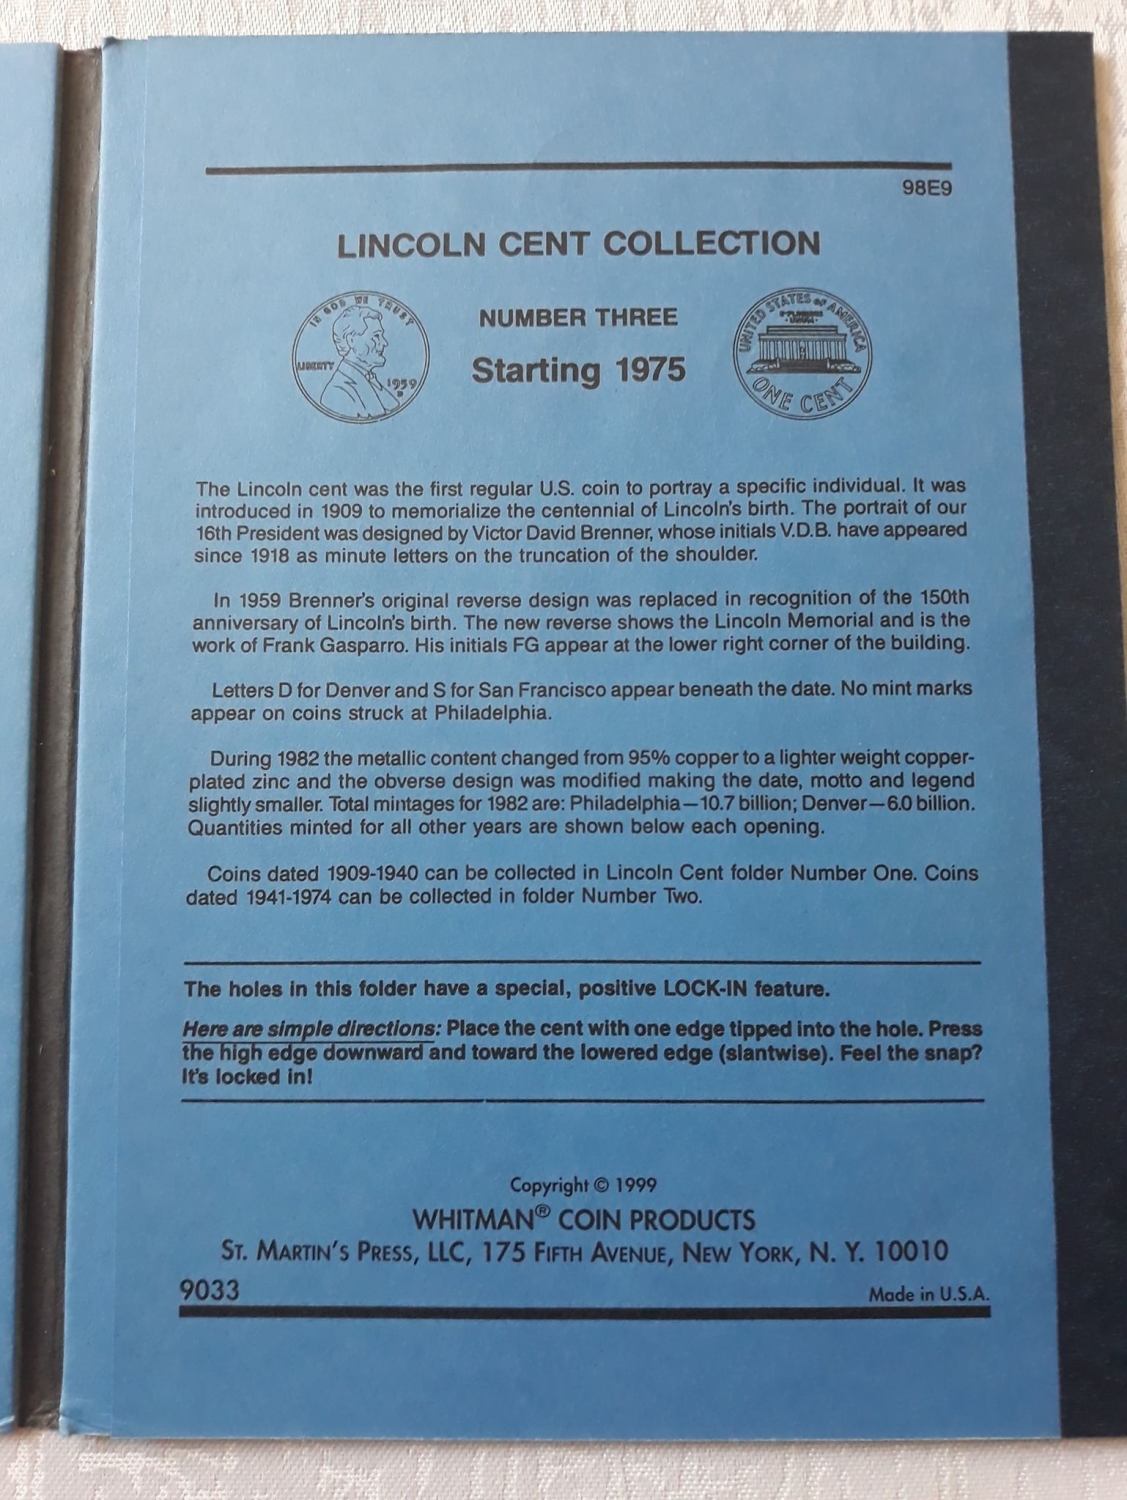 98E9
LINCOLN CENT COLLECTION
IN GOD WE TRUST
LIBERTY
1959
NUMBER THREE
Starting 1975
UNITED STATES OF AMERICA
ONE CENT
The Lincoln cent was the first regular U.S. coin to portray a specific individual. It was
introduced in 1909 to memorialize the centennial of Lincoln's birth. The portrait of our
16th President was designed by Victor David Brenner, whose initials V.D.B. have appeared
since 1918 as minute letters on the truncation of the shoulder.
In 1959 Brenner's original reverse design was replaced in recognition of the 150th
anniversary of Lincoln's birth. The new reverse shows the Lincoln Memorial and is the
work of Frank Gasparro. His initials FG appear at the lower right corner of the building.
Letters D for Denver and S for San Francisco appear beneath the date. No mint marks
appear on coins struck at Philadelphia.
During 1982 the metallic content changed from 95% copper to a lighter weight copper-
plated zinc and the obverse design was modified making the date, motto and legend
slightly smaller. Total mintages for 1982 are: Philadelphia—10.7 billion; Denver—6.0 billion.
Quantities minted for all other years are shown below each opening.
Coins dated 1909-1940 can be collected in Lincoln Cent folder Number One. Coins
dated 1941-1974 can be collected in folder Number Two.
The holes in this folder have a special, positive LOCK-IN feature.
Here are simple directions: Place the cent with one edge tipped into the hole. Press
the high edge downward and toward the lowered edge (slantwise). Feel the snap?
It's locked in!
Copyright © 1999
WHITMAN® COIN PRODUCTS
ST. MARTIN'S PRESS, LLC, 175 FIFTH AVENUE, NEW YORK, N. Y. 10010
9033
Made in U.S.A.